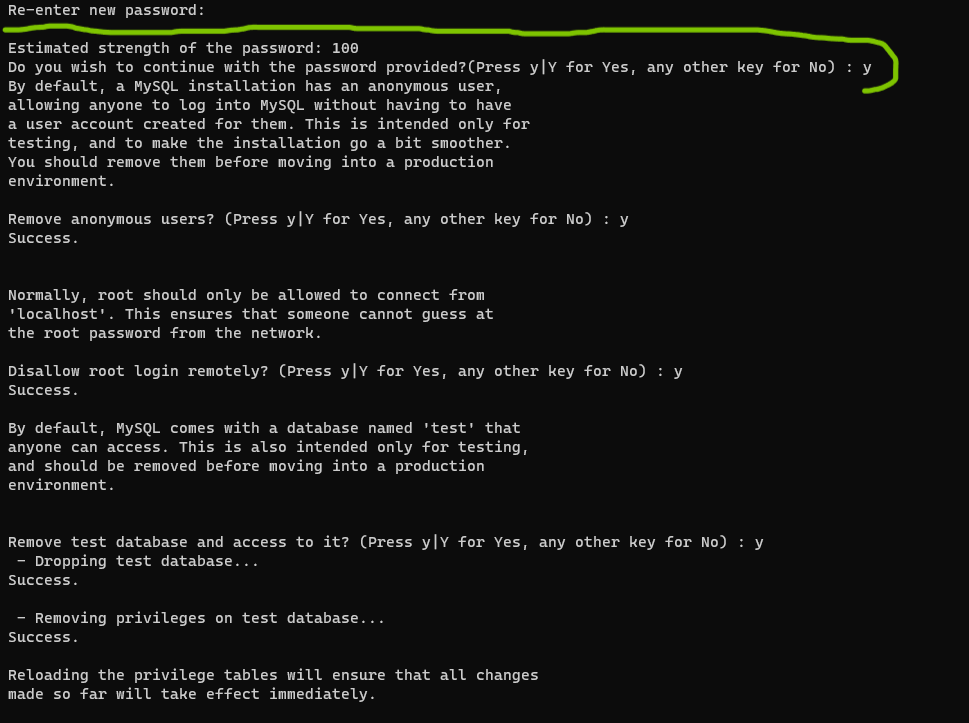 Re-enter new password:
Estimated strength of the password: 100
Do you wish to continue with the password provided?(Press y|Y for Yes, any other key for No) : y
By default, a MySQL installation has an anonymous user,
allowing anyone to log into MySQL without having to have
a user account created for them. This is intended only for
testing, and to make the installation go a bit smoother.
You should remove them before moving into a production
environment.
Remove anonymous users? (Press y|Y for Yes, any other key for No) : y
Success.
Normally, root should only be allowed to connect from
'localhost'. This ensures that someone cannot guess at
the root password from the network.
Disallow root login remotely? (Press y|Y for Yes, any other key for No) : y
Success.
By default, MySQL comes with a database named 'test' that
anyone can access. This is also intended only for testing,
and should be removed before moving into a production
environment.
Remove test database and access to it? (Press y|Y for Yes, any other key for No) : y
 - Dropping test database...
Success.
 - Removing privileges on test database...
Success.
Reloading the privilege tables will ensure that all changes
made so far will take effect immediately.